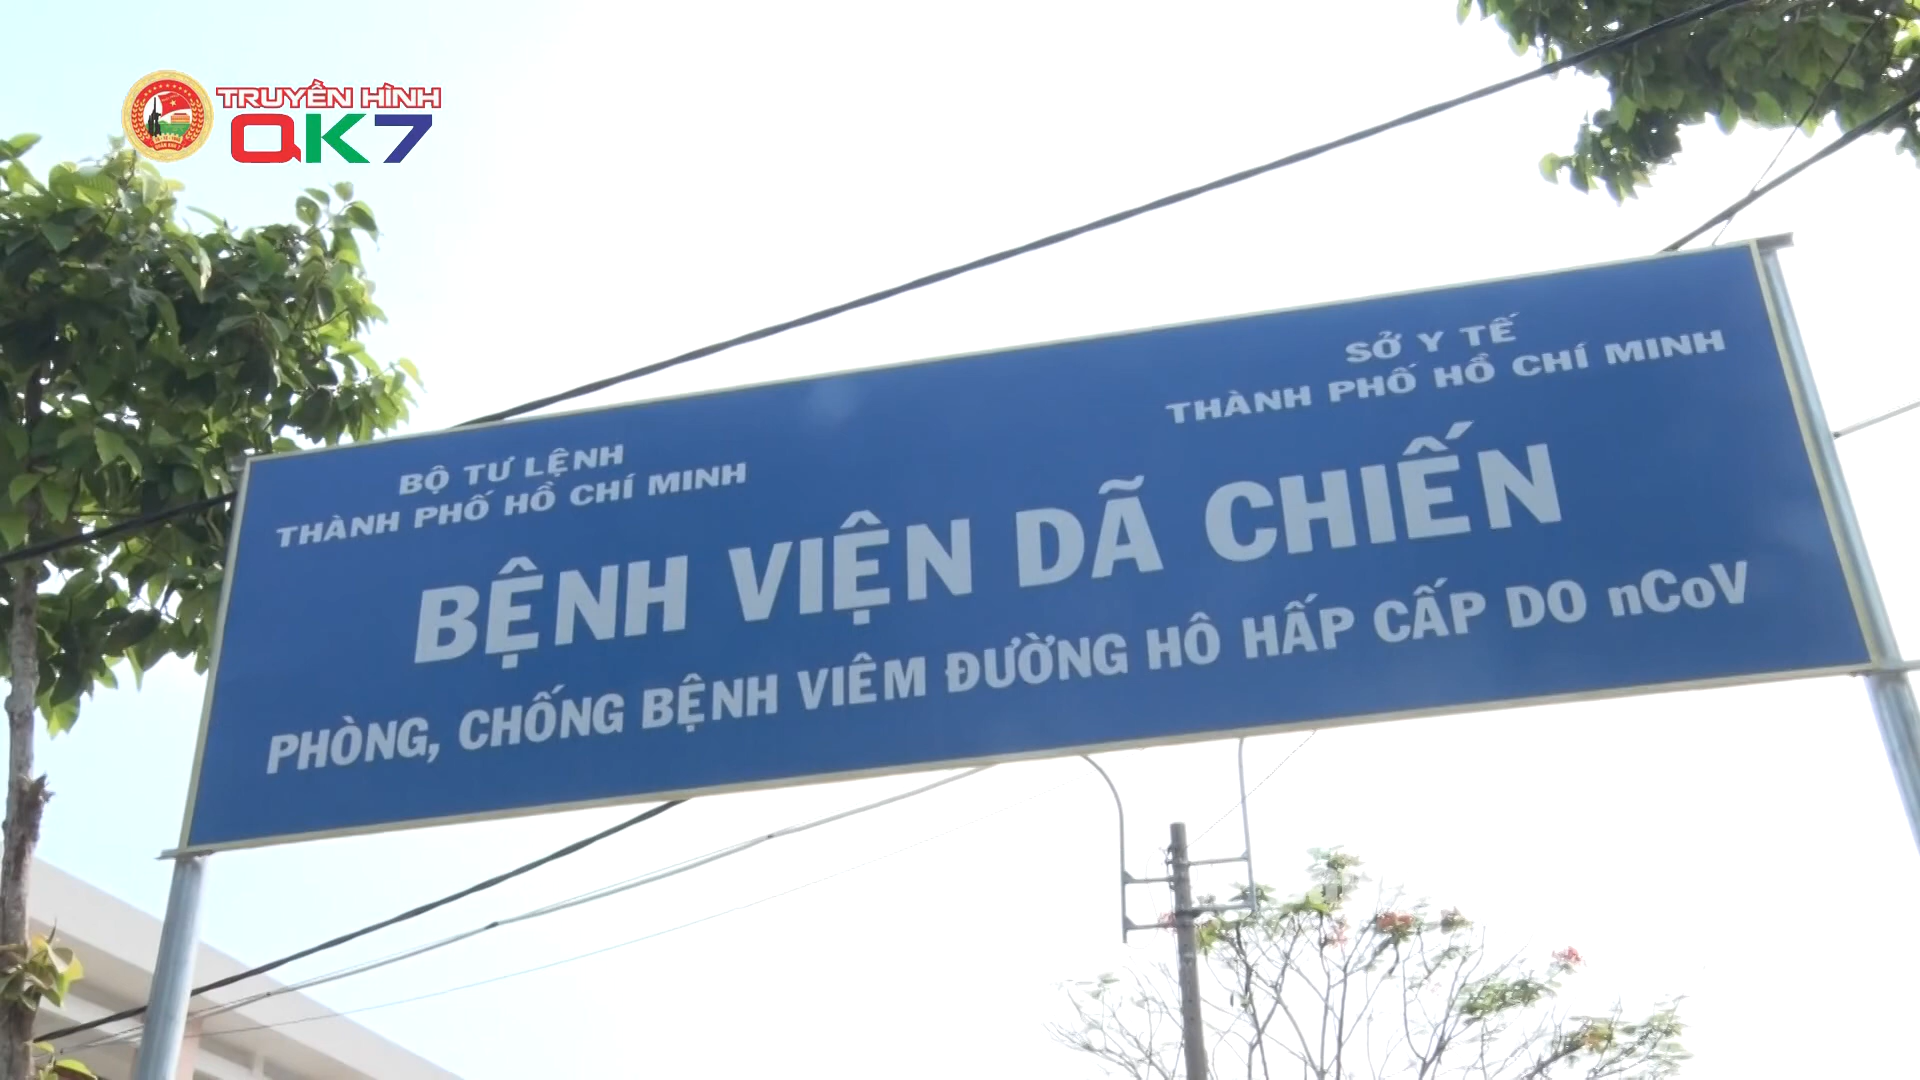 TRUYỀN HÌNH
QK7
BỘ TƯ LỆNH
THÀNH PHỐ HỒ CHÍ MINH
SỞ Y TẾ
THÀNH PHỐ HỒ CHÍ MINH
BỆNH VIỆN DÃ CHIẾN
PHÒNG, CHỐNG BỆNH VIÊM ĐƯỜNG HÔ HẤP CẤP DO nCoV